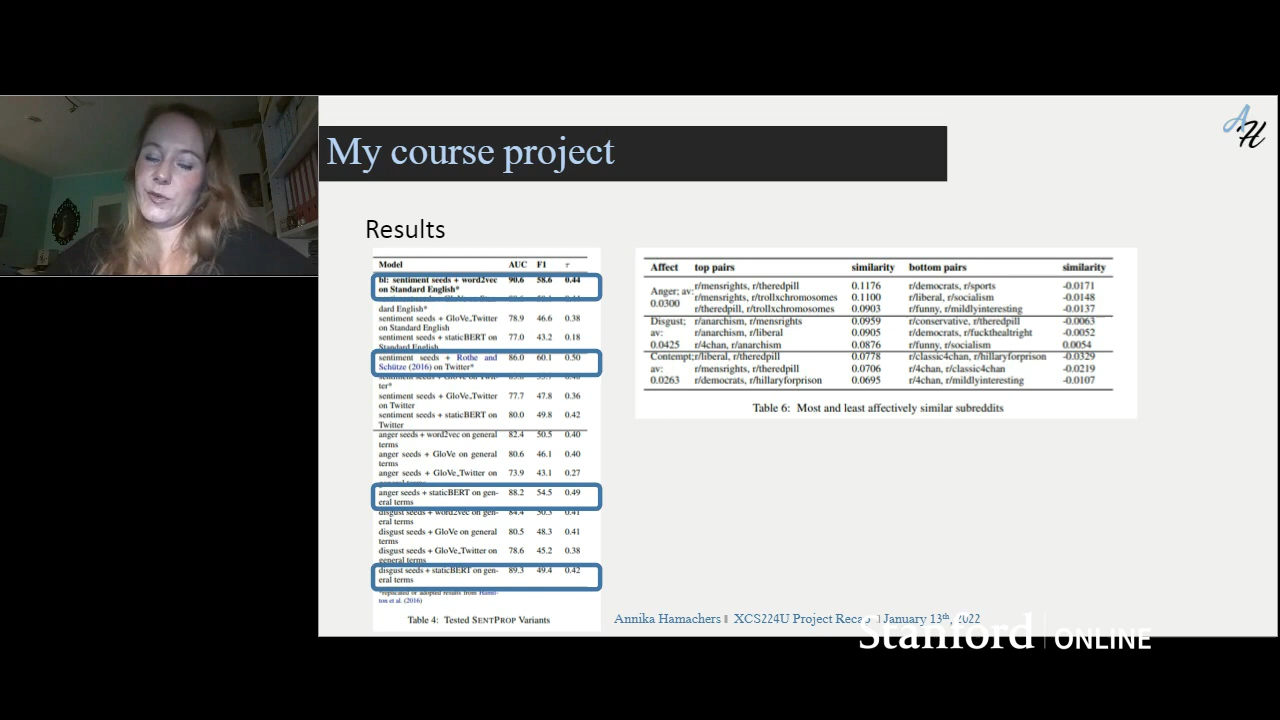 My course project
AH
Results
Model AUC F1 τ
bl: sentiment seeds + word2vec 90.6 58.6 0.44
on Standard English*
dard English*
sentiment seeds + GloVe_Twitter 78.9 46.6 0.38
on Standard English
sentiment seeds + staticBERT on 77.0 43.2 0.18
Standard English
sentiment seeds + Rothe and 86.0 60.1 0.50
Schütze (2016) on Twitter*
ter*
sentiment seeds + GloVe_Twitter 77.7 47.8 0.36
on Twitter
sentiment seeds + staticBERT on 80.0 49.8 0.42
Twitter
anger seeds + word2vec on general 82.4 50.5 0.40
terms
anger seeds + GloVe on general 80.6 46.1 0.40
terms
anger seeds + GloVe_Twitter on 73.9 43.1 0.27
anger seeds + staticBERT on gen- 88.2 54.5 0.49
eral terms
disgust seeds + word2vec on gen- 84.4 50.3 0.41
eral terms
disgust seeds + GloVe on general 80.5 48.3 0.41
terms
disgust seeds + GloVe_Twitter on 78.6 45.2 0.38
general terms
disgust seeds + staticBERT on gen- 89.3 49.4 0.42
eral terms
*replicated or adopted results from Hamil-
ton et al. (2016)
Table 4: Tested SENTPROP Variants
Affect top pairs similarity bottom pairs similarity
Anger; av: r/mensrights, r/theredpill 0.1176 r/democrats, r/sports -0.0171
0.0300 r/mensrights, r/trollxchromosomes 0.1100 r/liberal, r/socialism -0.0148
r/theredpill, r/trollxchromosomes 0.0903 r/funny, r/mildlyinteresting -0.0137
Disgust; r/anarchism, r/mensrights 0.0959 r/conservative, r/theredpill -0.0063
av: r/anarchism, r/liberal 0.0905 r/democrats, r/fuckthealtright -0.0052
0.0425 r/4chan, r/anarchism 0.0876 r/funny, r/socialism 0.0054
Contempt; r/liberal, r/theredpill 0.0778 r/classic4chan, r/hillaryforprison -0.0329
av: r/mensrights, r/theredpill 0.0706 r/4chan, r/classic4chan -0.0219
0.0263 r/democrats, r/hillaryforprison 0.0695 r/4chan, r/mildlyinteresting -0.0107
Table 6: Most and least affectively similar subreddits
Annika Hamachers | XCS224U Project Recap | January 13th, 2022
Stanford | ONLINE